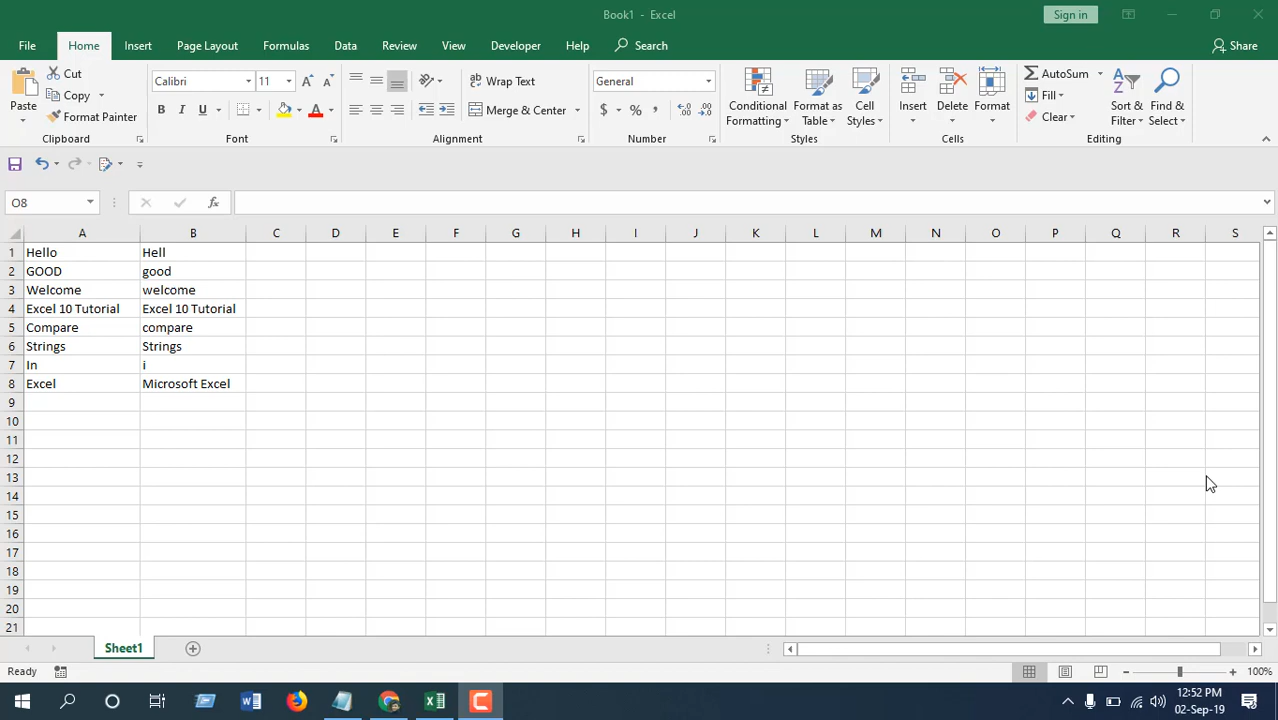 Book1 - Excel
Sign in
File Home Insert Page Layout Formulas Data Review View Developer Help Search Share
Paste
Cut
Copy
Format Painter
Clipboard
Calibri 11
B I U
Font
Wrap Text
Merge & Center
Alignment
General
$ % ,
Number
Conditional Formatting
Format as Table
Cell Styles
Styles
Insert
Delete
Format
Cells
AutoSum
Fill
Clear
Sort & Filter
Find & Select
Editing
O8
fx
A B C D E F G H I J K L M N O P Q R S
1 Hello Hell
2 GOOD good
3 Welcome welcome
4 Excel 10 Tutorial Excel 10 Tutorial
5 Compare compare
6 Strings Strings
7 In i
8 Excel Microsoft Excel
9
10
11
12
13
14
15
16
17
18
19
20
21
Sheet1
Ready
100%
12:52 PM
02-Sep-19